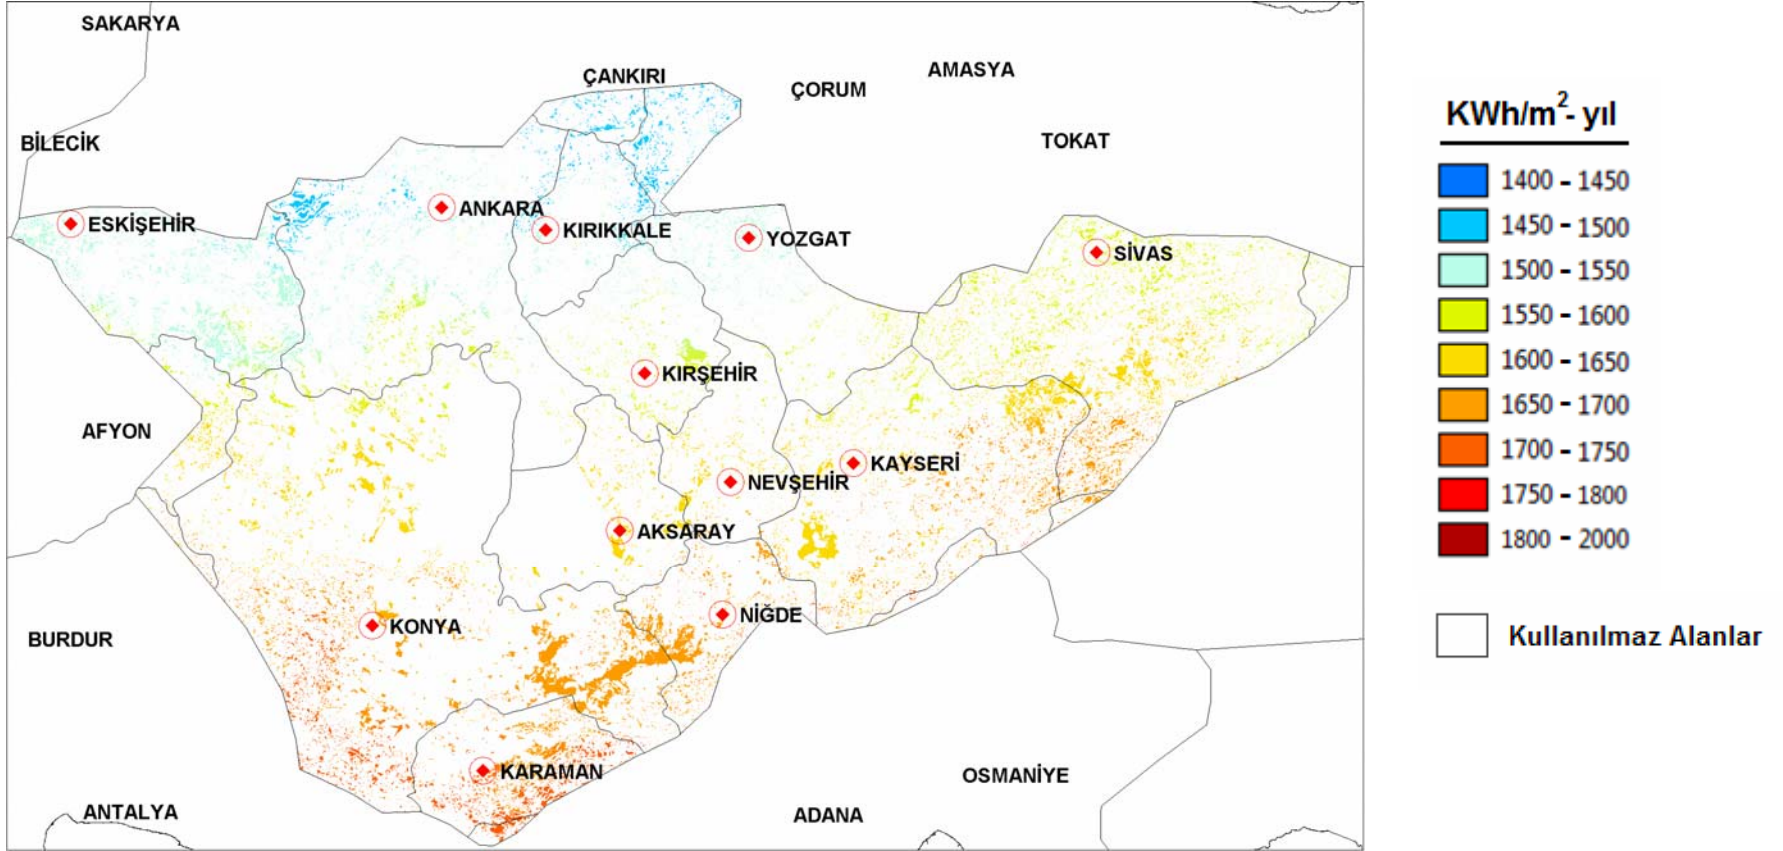 SAKARYA
ÇANKIRI
AMASYA
ÇORUM
TOKAT
BİLECİK
ESKİŞEHİR
ANKARA
KIRIKKALE
YOZGAT
SİVAS
KIRŞEHİR
AFYON
KAYSERİ
NEVŞEHİR
AKSARAY
NİĞDE
KONYA
BURDUR
KARAMAN
OSMANİYE
ANTALYA
ADANA
KWh/m²- yıl
1400 - 1450
1450 - 1500
1500 - 1550
1550 - 1600
1600 - 1650
1650 - 1700
1700 - 1750
1750 - 1800
1800 - 2000
Kullanılmaz Alanlar